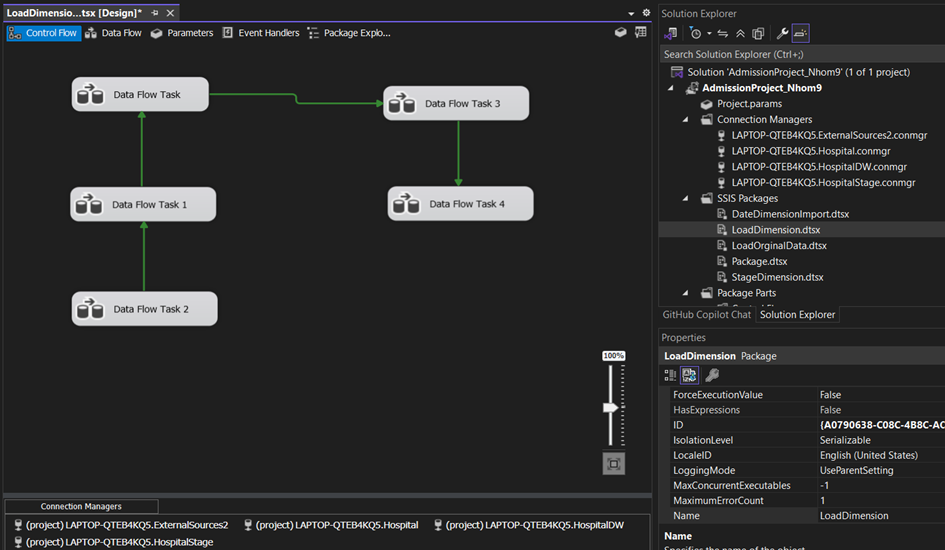 LoadDimensio...tsx [Design]*
Control Flow
Data Flow
Parameters
Event Handlers
Package Explo...
Data Flow Task
Data Flow Task 3
Data Flow Task 1
Data Flow Task 4
Data Flow Task 2
100%
Connection Managers
(project) LAPTOP-QTEB4KQ5.ExternalSources2
(project) LAPTOP-QTEB4KQ5.Hospital
(project) LAPTOP-QTEB4KQ5.HospitalDW
(project) LAPTOP-QTEB4KQ5.HospitalStage
Solution Explorer
Search Solution Explorer (Ctrl+;)
Solution 'AdmissionProject_Nhom9' (1 of 1 project)
AdmissionProject_Nhom9
Project.params
Connection Managers
LAPTOP-QTEB4KQ5.ExternalSources2.conmgr
LAPTOP-QTEB4KQ5.Hospital.conmgr
LAPTOP-QTEB4KQ5.HospitalDW.conmgr
LAPTOP-QTEB4KQ5.HospitalStage.conmgr
SSIS Packages
DateDimensionImport.dtsx
LoadDimension.dtsx
LoadOrginalData.dtsx
Package.dtsx
StageDimension.dtsx
Package Parts
GitHub Copilot Chat
Solution Explorer
Properties
LoadDimension Package
ForceExecutionValue False
HasExpressions False
ID {A0790638-C08C-4B8C-AC
IsolationLevel Serializable
LocaleID English (United States)
LoggingMode UseParentSetting
MaxConcurrentExecutables -1
MaximumErrorCount 1
Name LoadDimension
Name
Specifies the name of the object